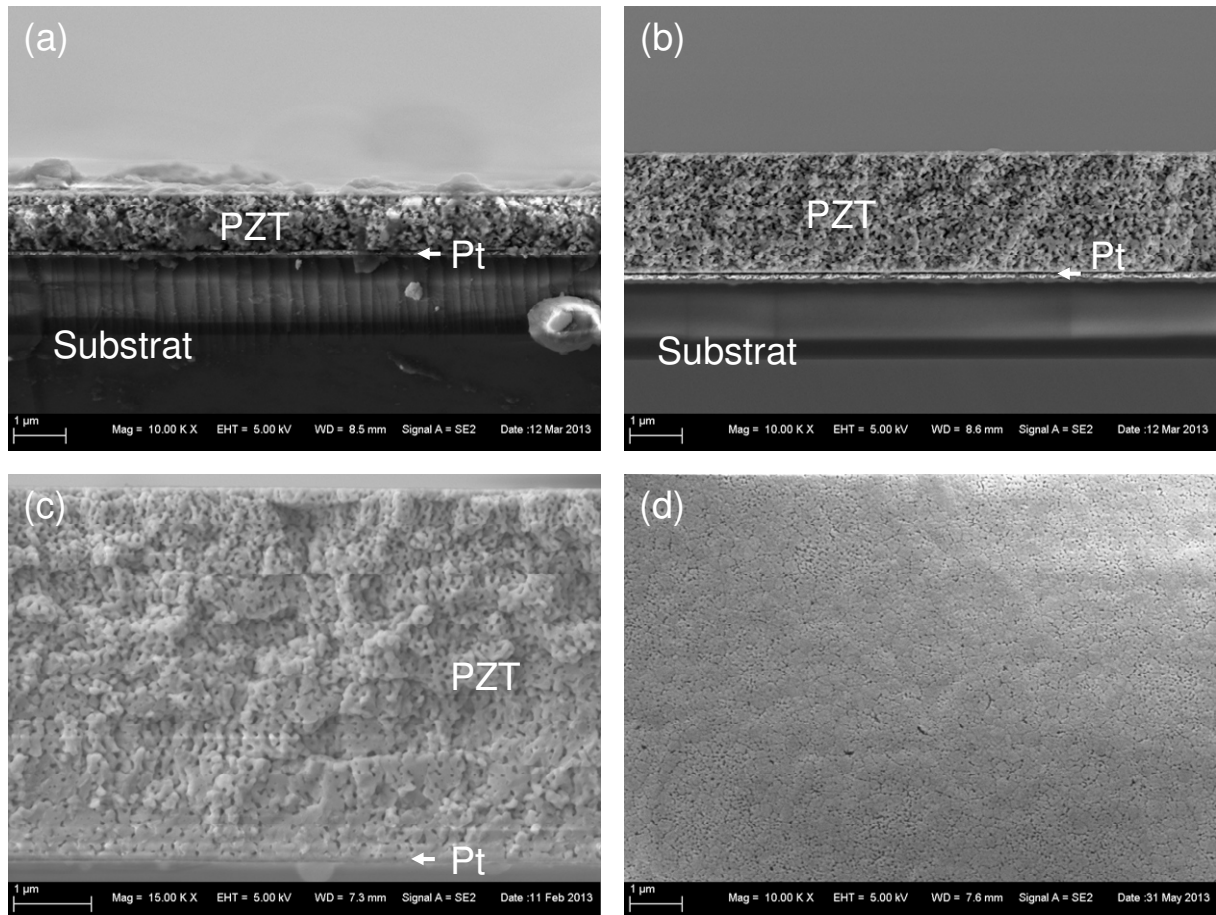 (a)
PZT
Pt
Substrat
1 µm
Mag = 10.00 K X EHT = 5.00 kV WD = 8.5 mm Signal A = SE2 Date :12 Mar 2013
(b)
PZT
Pt
Substrat
1 µm
Mag = 10.00 K X EHT = 5.00 kV WD = 8.6 mm Signal A = SE2 Date :12 Mar 2013
(c)
PZT
Pt
1 µm
Mag = 15.00 K X EHT = 5.00 kV WD = 7.3 mm Signal A = SE2 Date :11 Feb 2013
(d)
1 µm
Mag = 10.00 K X EHT = 5.00 kV WD = 7.6 mm Signal A = SE2 Date :31 May 2013